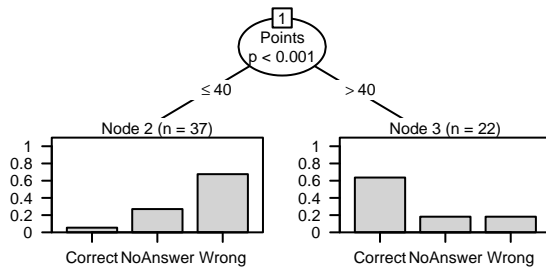 1
Points
p < 0.001
≤ 40
> 40
Node 2 (n = 37)
1
0.8
0.6
0.4
0.2
0
Correct NoAnswer Wrong
Node 3 (n = 22)
1
0.8
0.6
0.4
0.2
0
Correct NoAnswer Wrong